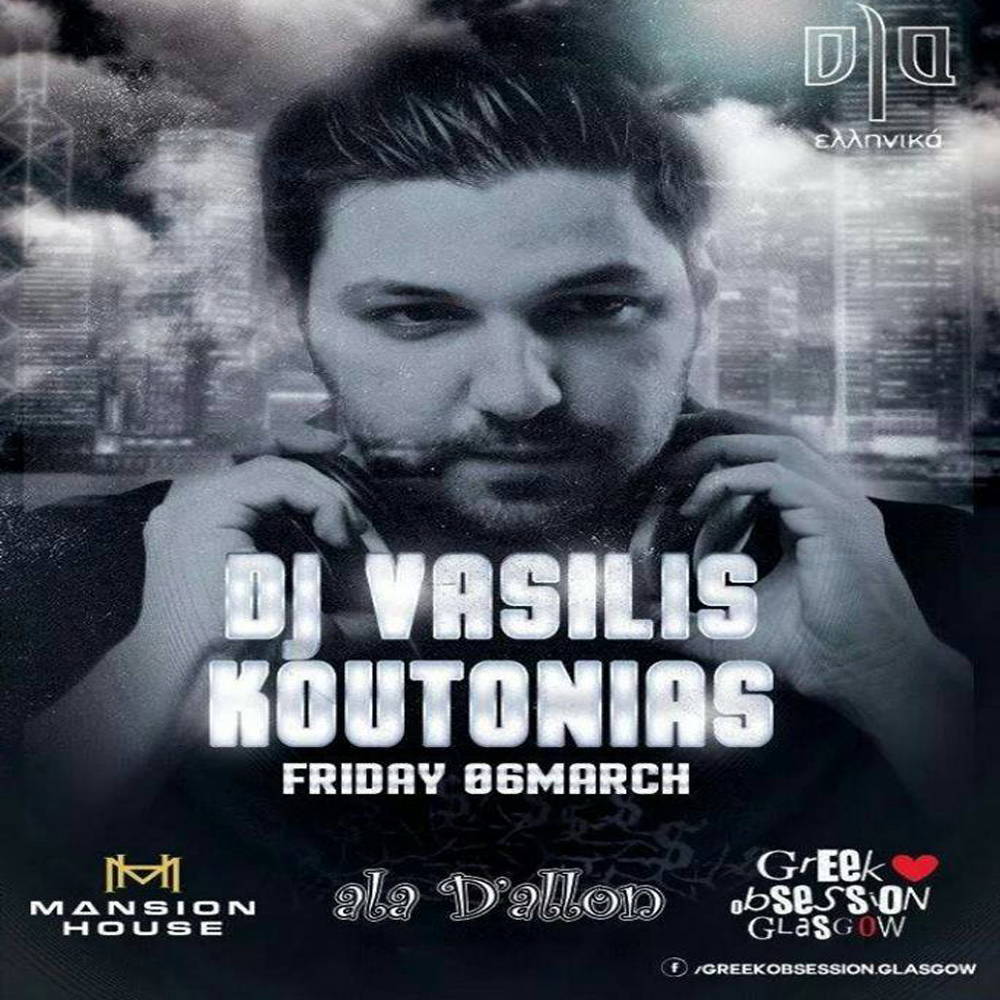 ala
ελληνικά
DJ VASILIS
KOUTONIAS
FRIDAY 06MARCH
MANSION
HOUSE
ala D'allon
GrEEk
obsEssiON
GLasGOW
f /GREEKOBSESSION.GLASGOW